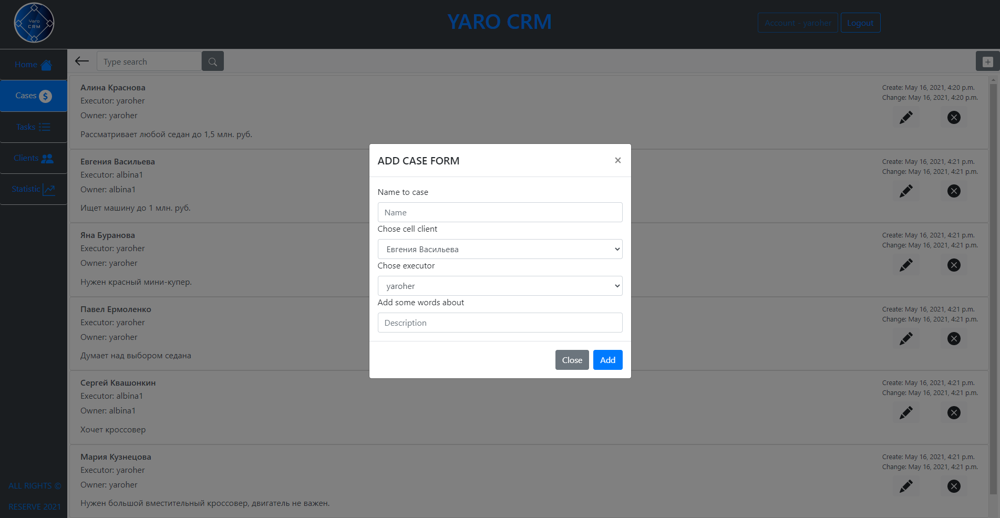 Yaro
CRM
YARO CRM
Account - yaroher
Logout
Home
Cases
Tasks
Clients
Statistic
ALL RIGHTS ©
RESERVE 2021
Type search
Алина Краснова
Executor: yaroher
Owner: yaroher
Рассматривает любой седан до 1,5 млн. руб.
Create: May 16, 2021, 4:20 p.m.
Change: May 16, 2021, 4:20 p.m.
Евгения Васильева
Executor: albina1
Owner: albina1
Ищет машину до 1 млн. руб.
Create: May 16, 2021, 4:21 p.m.
Change: May 16, 2021, 4:21 p.m.
Яна Буранова
Executor: yaroher
Owner: yaroher
Нужен красный мини-купер.
Create: May 16, 2021, 4:21 p.m.
Change: May 16, 2021, 4:21 p.m.
Павел Ермоленко
Executor: yaroher
Owner: yaroher
Думает над выбором седана
Create: May 16, 2021, 4:21 p.m.
Change: May 16, 2021, 4:21 p.m.
Сергей Квашонкин
Executor: albina1
Owner: albina1
Хочет кроссовер
Create: May 16, 2021, 4:21 p.m.
Change: May 16, 2021, 4:21 p.m.
Мария Кузнецова
Executor: yaroher
Owner: yaroher
Нужен большой вместительный кроссовер, двигатель не важен.
Create: May 16, 2021, 4:21 p.m.
Change: May 16, 2021, 4:21 p.m.
ADD CASE FORM
×
Name to case
Name
Chose cell client
Евгения Васильева
Chose executor
yaroher
Add some words about
Description
Close
Add